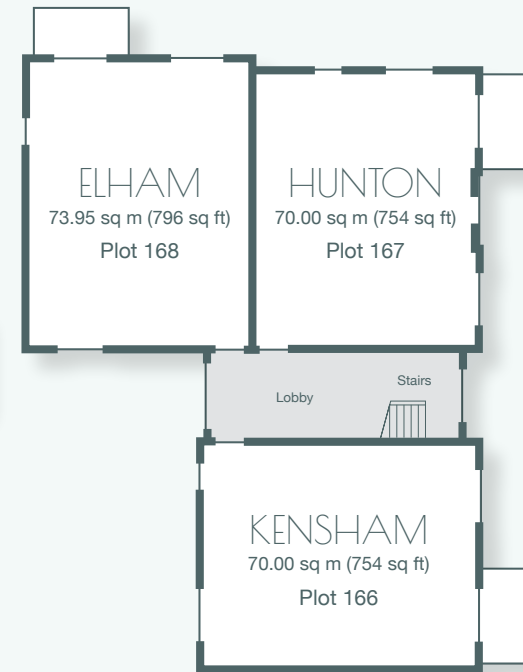 ELHAM
73.95 sq m (796 sq ft)
Plot 168
HUNTON
70.00 sq m (754 sq ft)
Plot 167
Lobby
Stairs
KENSHAM
70.00 sq m (754 sq ft)
Plot 166